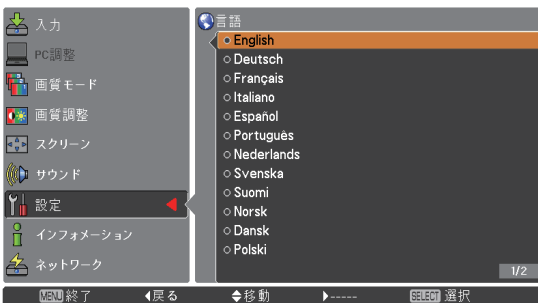 入力
PC調整
画質モード
画質調整
スクリーン
サウンド
設定
インフォメーション
ネットワーク
言語
English
Deutsch
Français
Italiano
Español
Português
Nederlands
Svenska
Suomi
Norsk
Dansk
Polski
1/2
MENU 終了 戻る 移動 ----- SELECT 選択